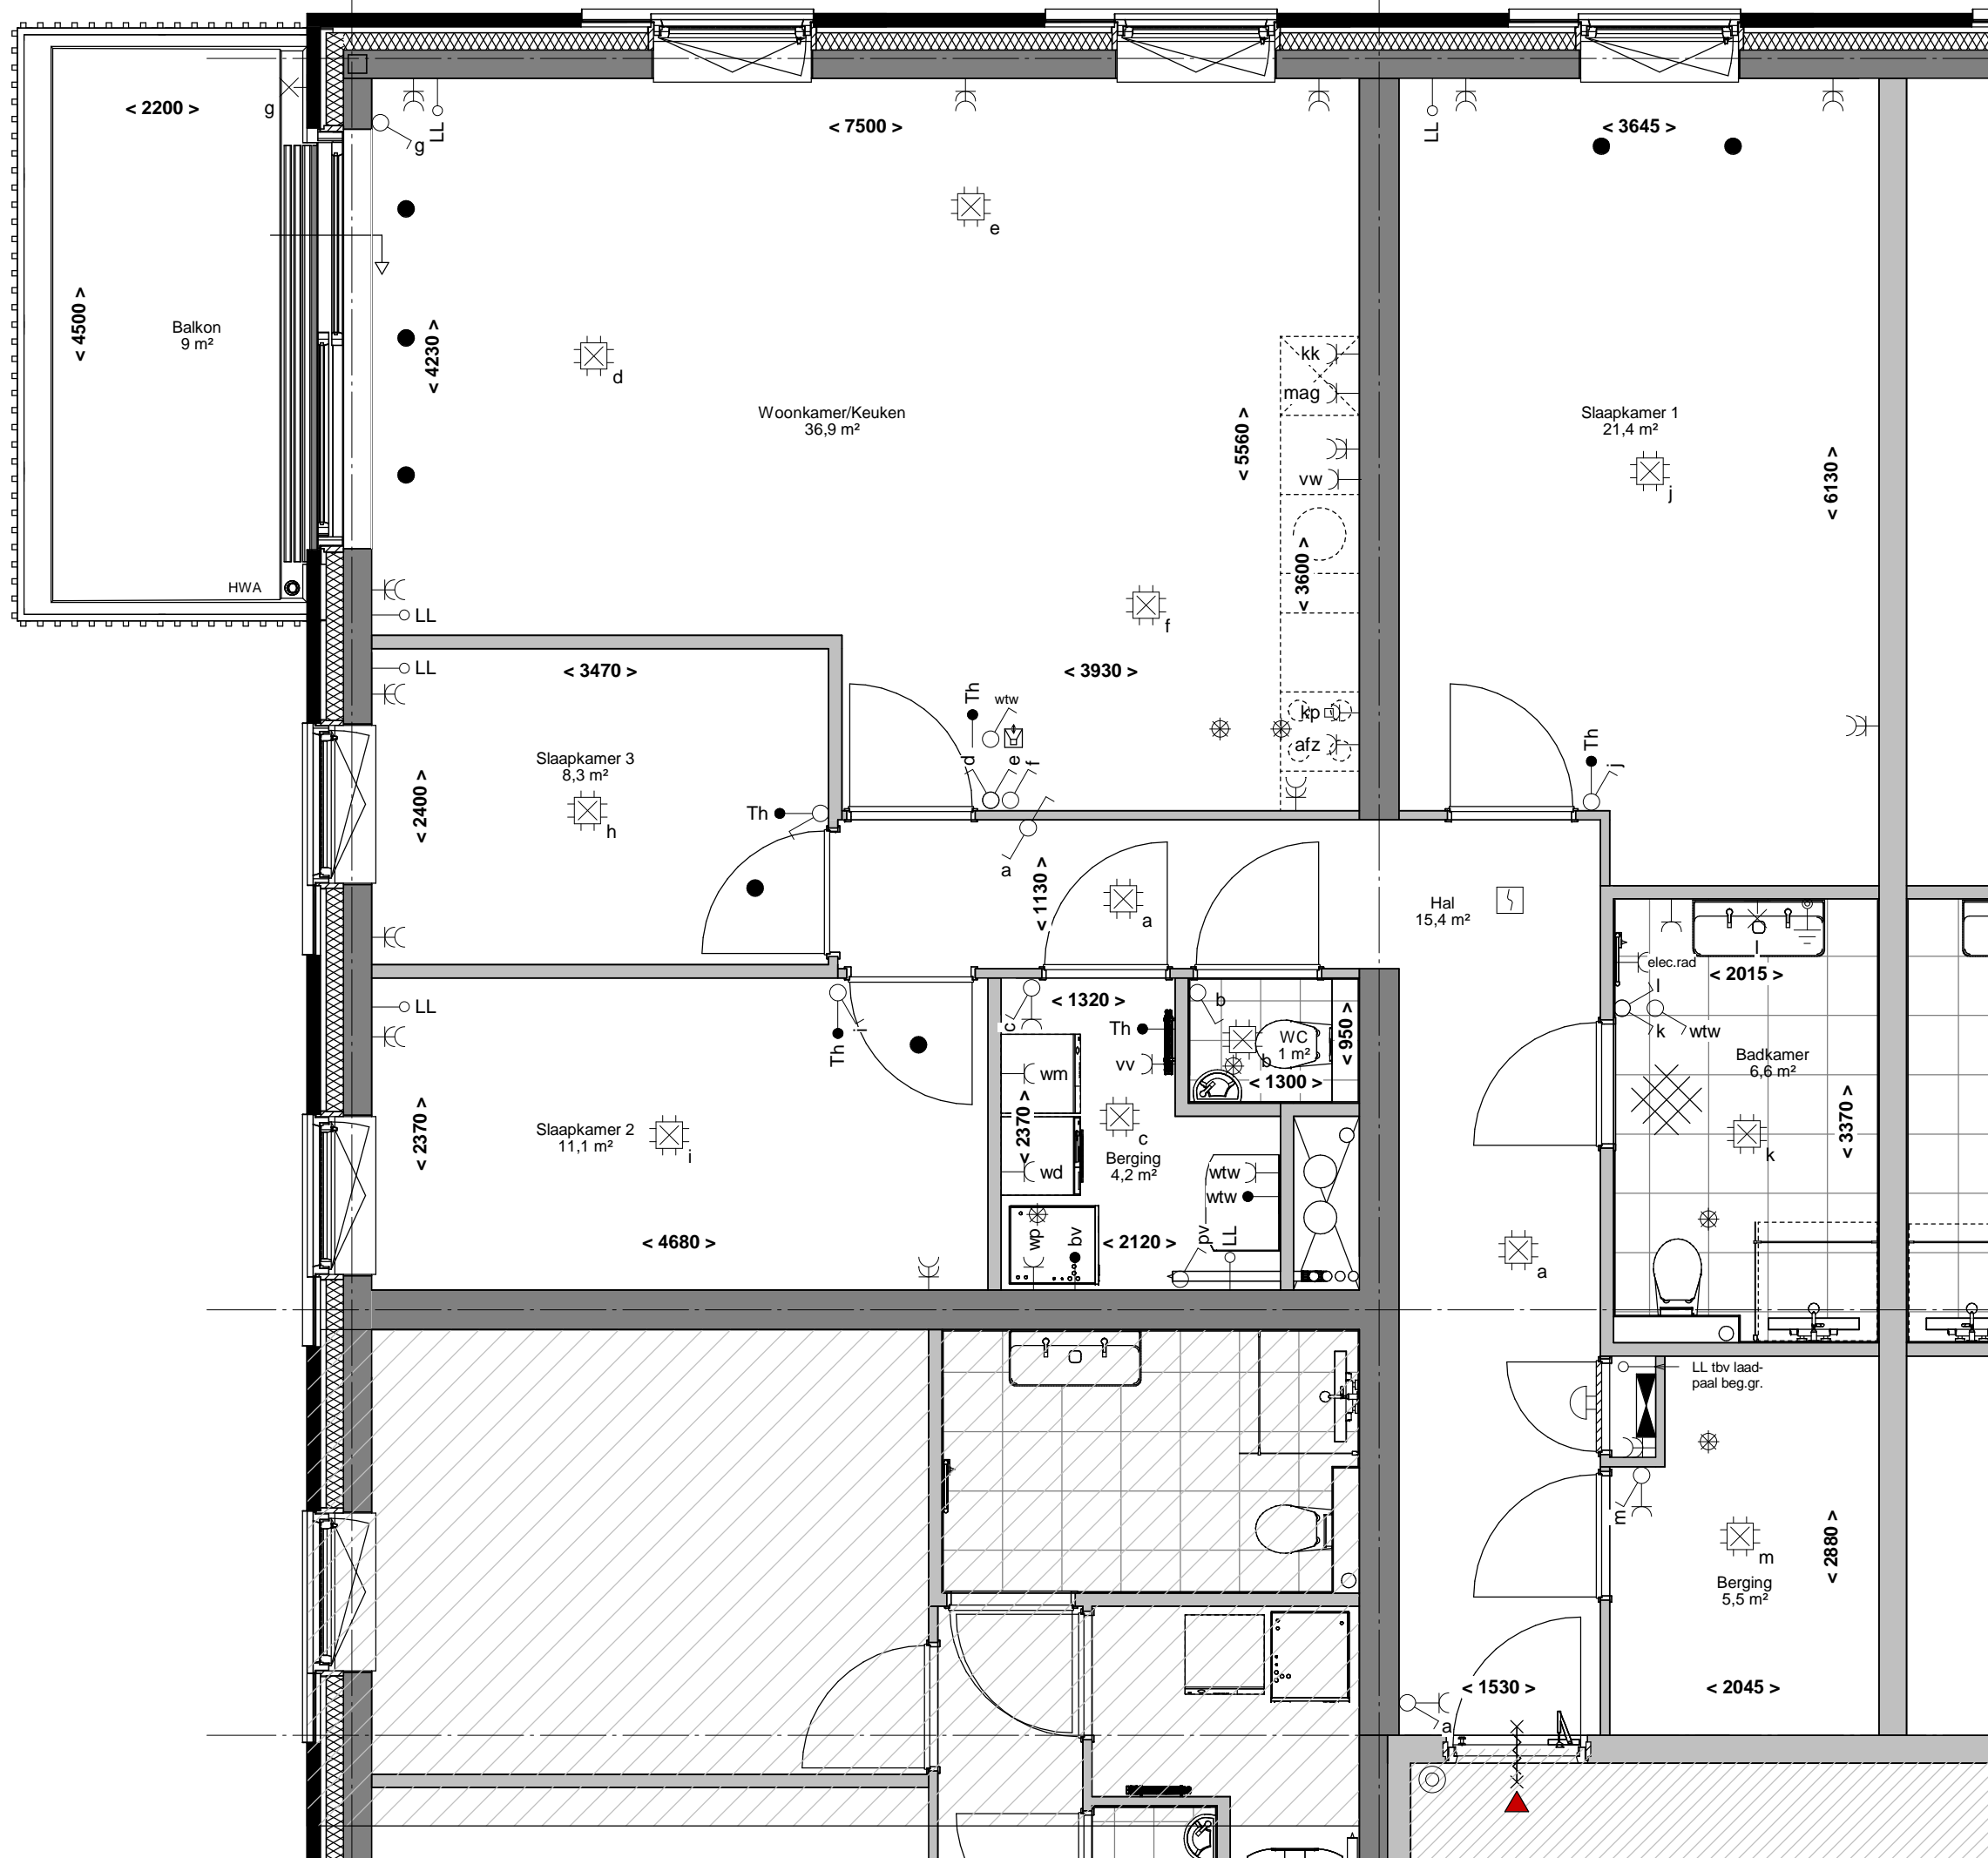 < 2200 >
g
g
LL
< 7500 >
LL
< 3645 >
e
< 4500 >
Balkon
9 m²
< 4230 >
d
Woonkamer/Keuken
36,9 m²
kk
mag
< 5560 >
vw
Slaapkamer 1
21,4 m²
j
< 6130 >
< 3600 >
HWA
LL
f
LL
< 3470 >
< 3930 >
Th
wtw
kp
afz
d
e
f
Th
j
Slaapkamer 3
8,3 m²
h
< 2400 >
Th
a
< 1130 >
a
Hal
15,4 m²
elec.rad
l
< 2015 >
l
k
wtw
LL
Th
i
c
< 1320 >
Th
vv
b
WC
1 m²
b
< 950 >
< 1300 >
Badkamer
6,6 m²
k
< 3370 >
< 2370 >
Slaapkamer 2
11,1 m²
i
wm
< 2370 >
wd
c
Berging
4,2 m²
wtw
wtw
< 4680 >
wp
bv
< 2120 >
pv
LL
a
LL tbv laad-
paal beg.gr.
m
m
Berging
5,5 m²
< 2880 >
< 1530 >
< 2045 >
a